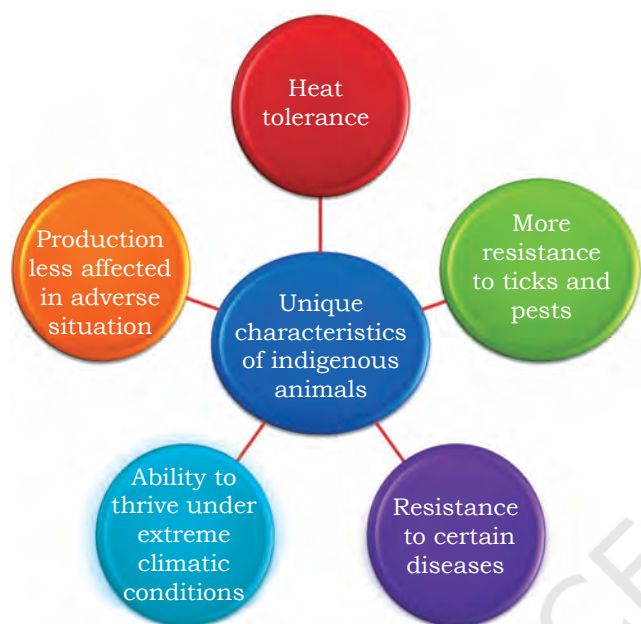 Heat
tolerance
More
resistance
to ticks and
pests
Resistance
to certain
diseases
Ability to
thrive under
extreme
climatic
conditions
Production
less affected
in adverse
situation
Unique
characteristics
of indigenous
animals